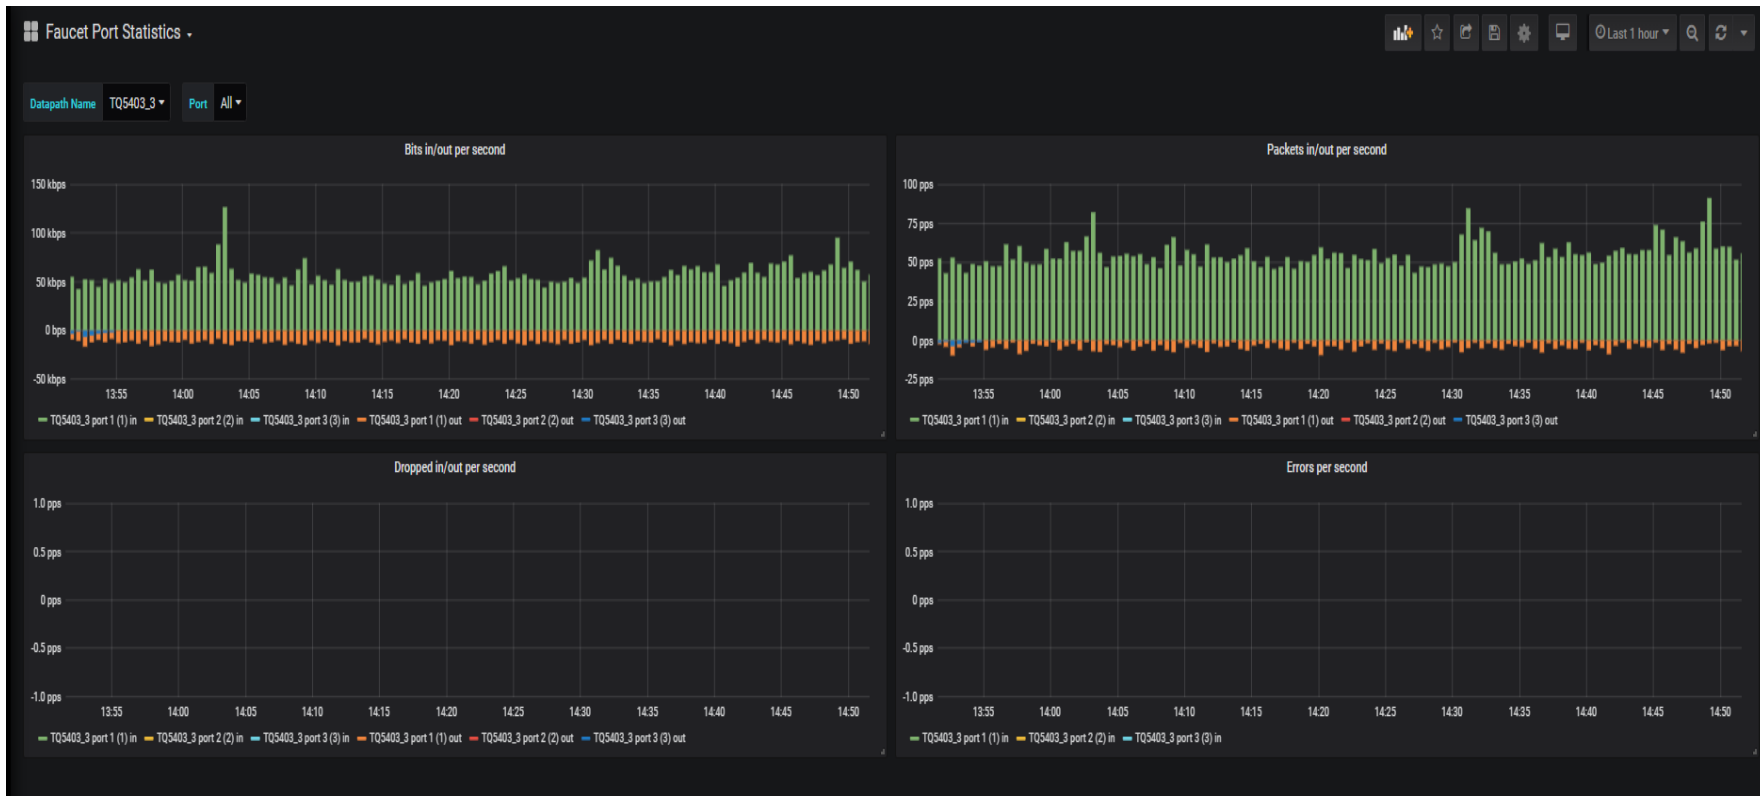 Faucet Port Statistics
Last 1 hour
Datapath Name TQ5403_3 Port All
Bits in/out per second
150 kbps
100 kbps
50 kbps
0 bps
-50 kbps
13:55 14:00 14:05 14:10 14:15 14:20 14:25 14:30 14:35 14:40 14:45 14:50
TQ5403_3 port 1 (1) in TQ5403_3 port 2 (2) in TQ5403_3 port 3 (3) in TQ5403_3 port 1 (1) out TQ5403_3 port 2 (2) out TQ5403_3 port 3 (3) out
Packets in/out per second
100 pps
75 pps
50 pps
25 pps
0 pps
-25 pps
13:55 14:00 14:05 14:10 14:15 14:20 14:25 14:30 14:35 14:40 14:45 14:50
TQ5403_3 port 1 (1) in TQ5403_3 port 2 (2) in TQ5403_3 port 3 (3) in TQ5403_3 port 1 (1) out TQ5403_3 port 2 (2) out TQ5403_3 port 3 (3) out
Dropped in/out per second
1.0 pps
0.5 pps
0 pps
-0.5 pps
-1.0 pps
13:55 14:00 14:05 14:10 14:15 14:20 14:25 14:30 14:35 14:40 14:45 14:50
TQ5403_3 port 1 (1) in TQ5403_3 port 2 (2) in TQ5403_3 port 3 (3) in TQ5403_3 port 1 (1) out TQ5403_3 port 2 (2) out TQ5403_3 port 3 (3) out
Errors per second
1.0 pps
0.5 pps
0 pps
-0.5 pps
-1.0 pps
13:55 14:00 14:05 14:10 14:15 14:20 14:25 14:30 14:35 14:40 14:45 14:50
TQ5403_3 port 1 (1) in TQ5403_3 port 2 (2) in TQ5403_3 port 3 (3) in